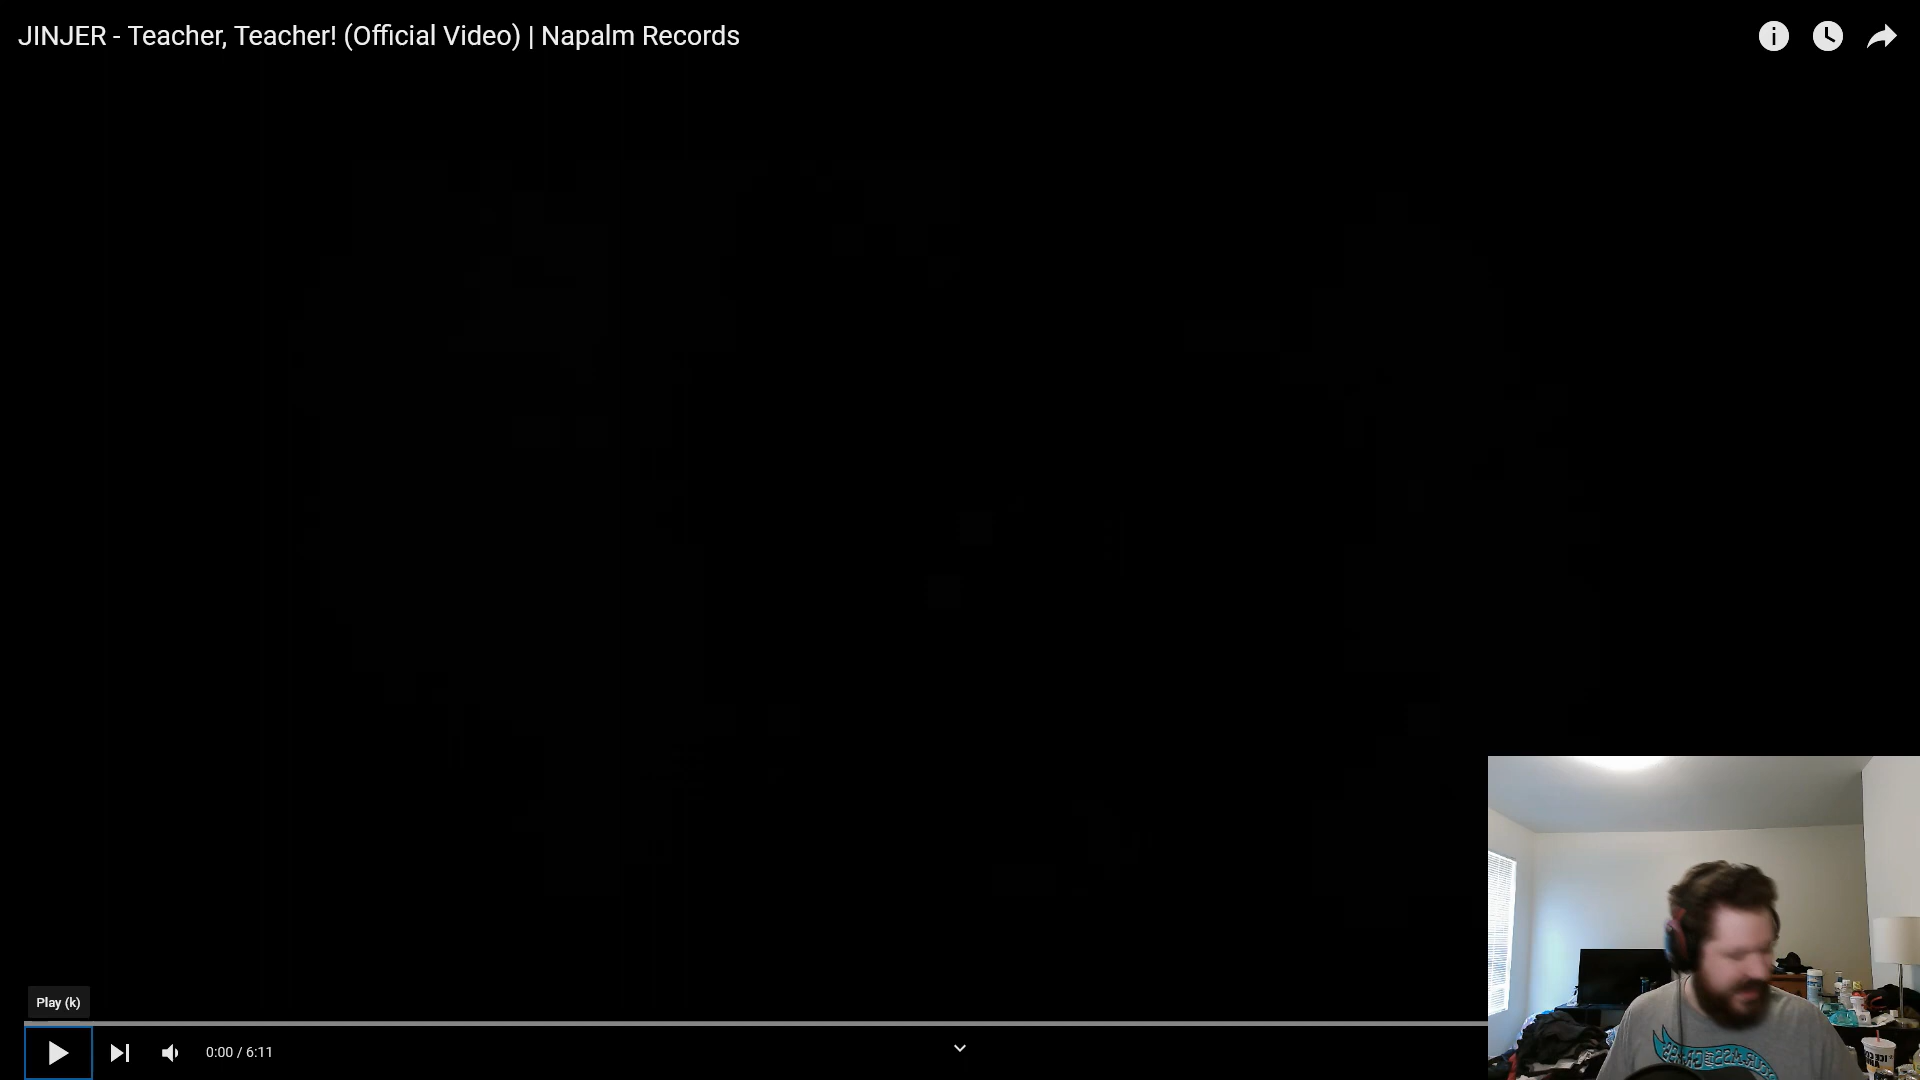 JINJER - Teacher, Teacher! (Official Video) | Napalm Records
Play (k)
0:00 / 6:11